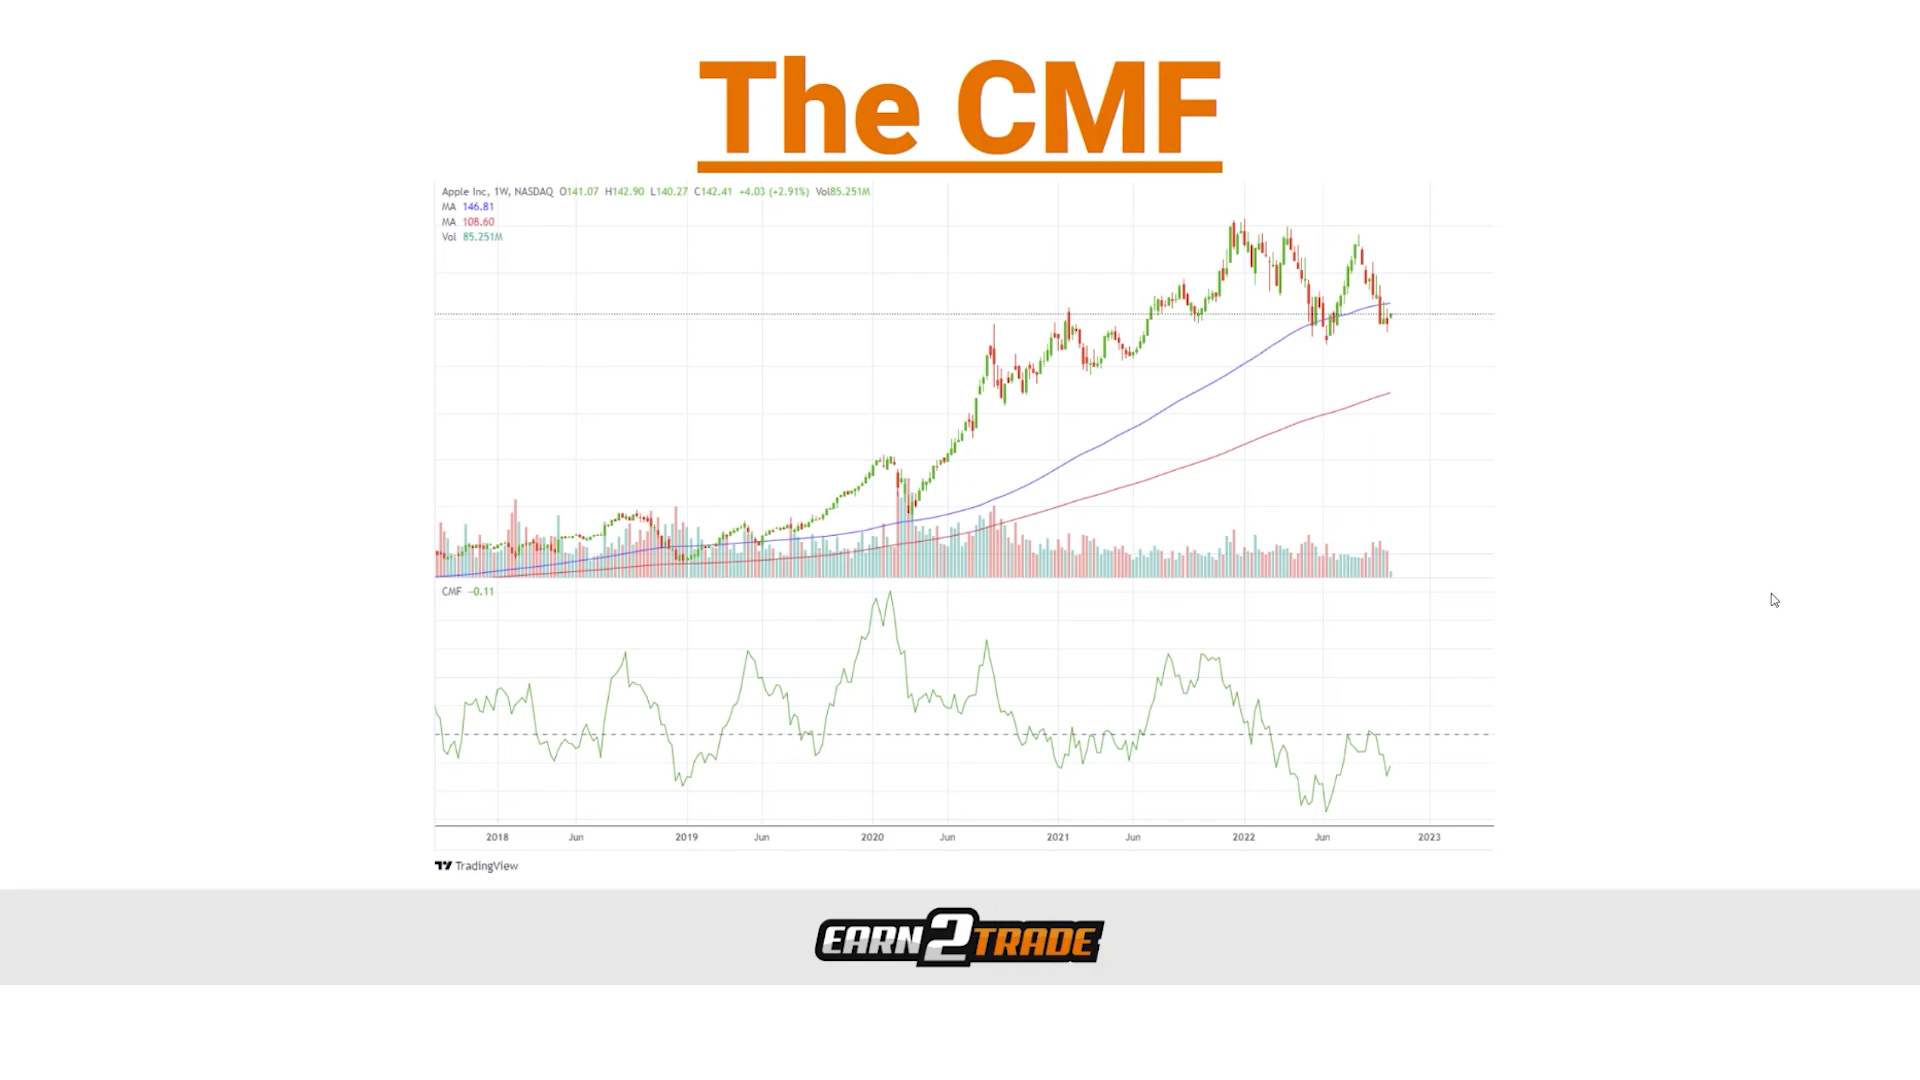 The CMF
Apple Inc, 1W, NASDAQ O141.07 H142.90 L140.27 C142.41 +4.03 (+2.91%) Vol85.251M
MA 146.81
MA 108.60
Vol 85.251M
CMF −0.11
2018 Jun 2019 Jun 2020 Jun 2021 Jun 2022 Jun 2023
TradingView
EARN2TRADE